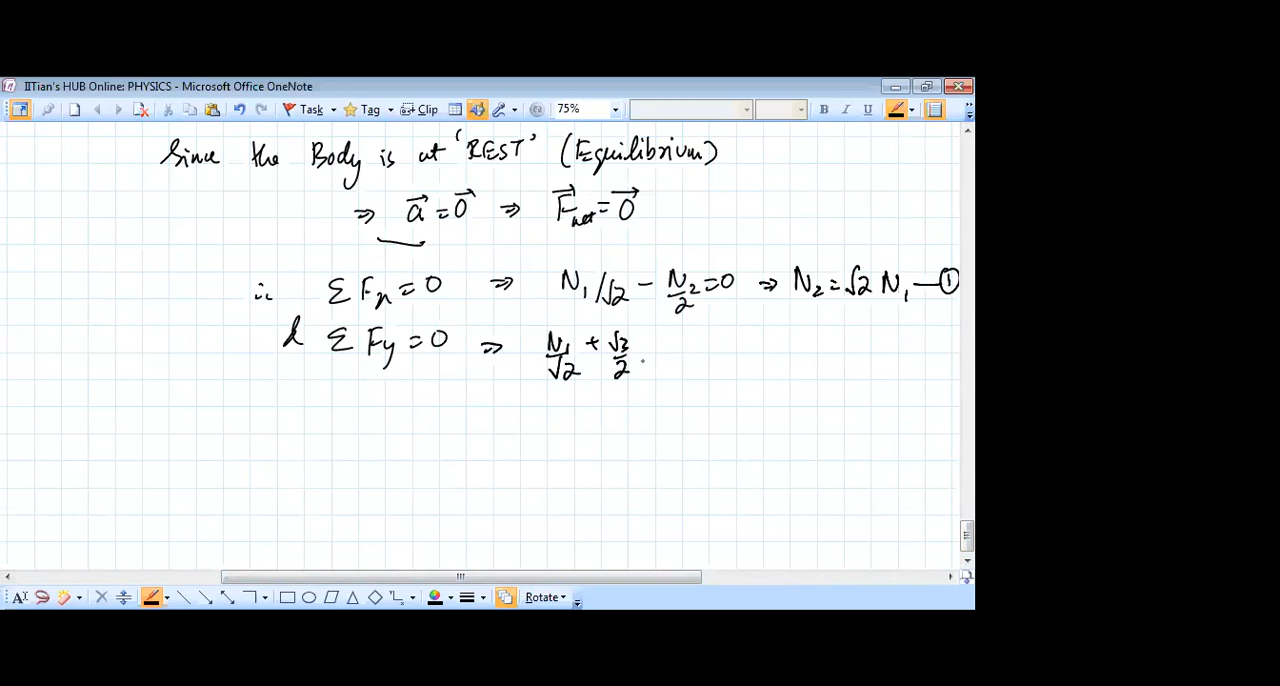 IITian's HUB Online: PHYSICS - Microsoft Office OneNote
Task Tag Clip 75% B I U
Since the Body is at 'REST' (Equilibrium)
⇒ a⃗ = 0⃗ ⇒ F⃗net = 0⃗
∴ ΣFx = 0 ⇒ N₁/√2 - N₂/2 = 0 ⇒ N₂ = √2 N₁ — ①
& ΣFy = 0 ⇒ N₁/√2 + √3/2
A Rotate